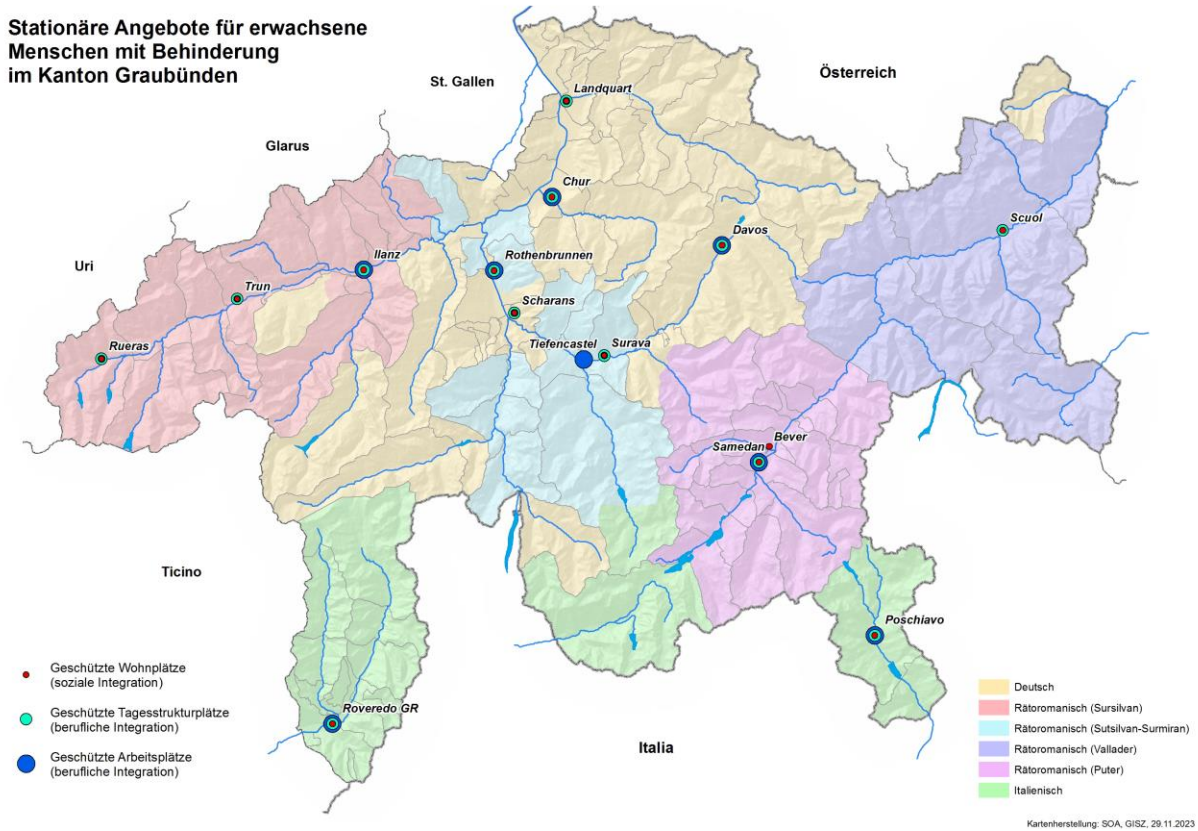 Stationäre Angebote für erwachsene
Menschen mit Behinderung
im Kanton Graubünden
Österreich
St. Gallen
Landquart
Glarus
Chur
Scuol
Davos
Ilanz
Rothenbrunnen
Uri
Trun
Scharans
Tiefencastel
Surava
Rueras
Bever
Samedan
Ticino
Poschiavo
Roveredo GR
Italia
Geschützte Wohnplätze
(soziale Integration)
Geschützte Tagesstrukturplätze
(berufliche Integration)
Geschützte Arbeitsplätze
(berufliche Integration)
Deutsch
Rätoromanisch (Sursilvan)
Rätoromanisch (Sutsilvan-Surmiran)
Rätoromanisch (Vallader)
Rätoromanisch (Puter)
Italienisch
Kartenherstellung: SOA, GISZ, 29.11.2023